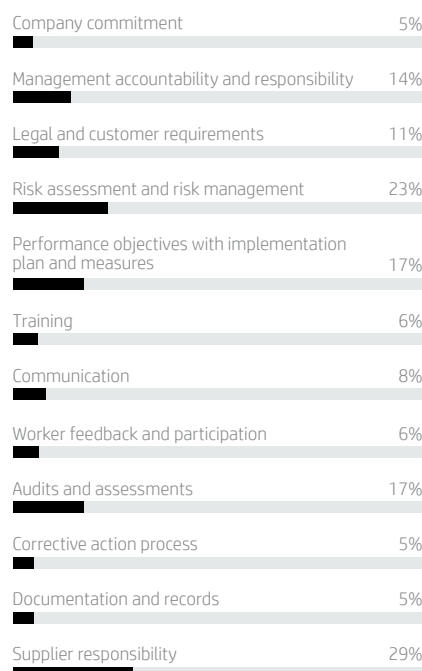 Company commitment 5%
Management accountability and responsibility 14%
Legal and customer requirements 11%
Risk assessment and risk management 23%
Performance objectives with implementation
plan and measures 17%
Training 6%
Communication 8%
Worker feedback and participation 6%
Audits and assessments 17%
Corrective action process 5%
Documentation and records 5%
Supplier responsibility 29%